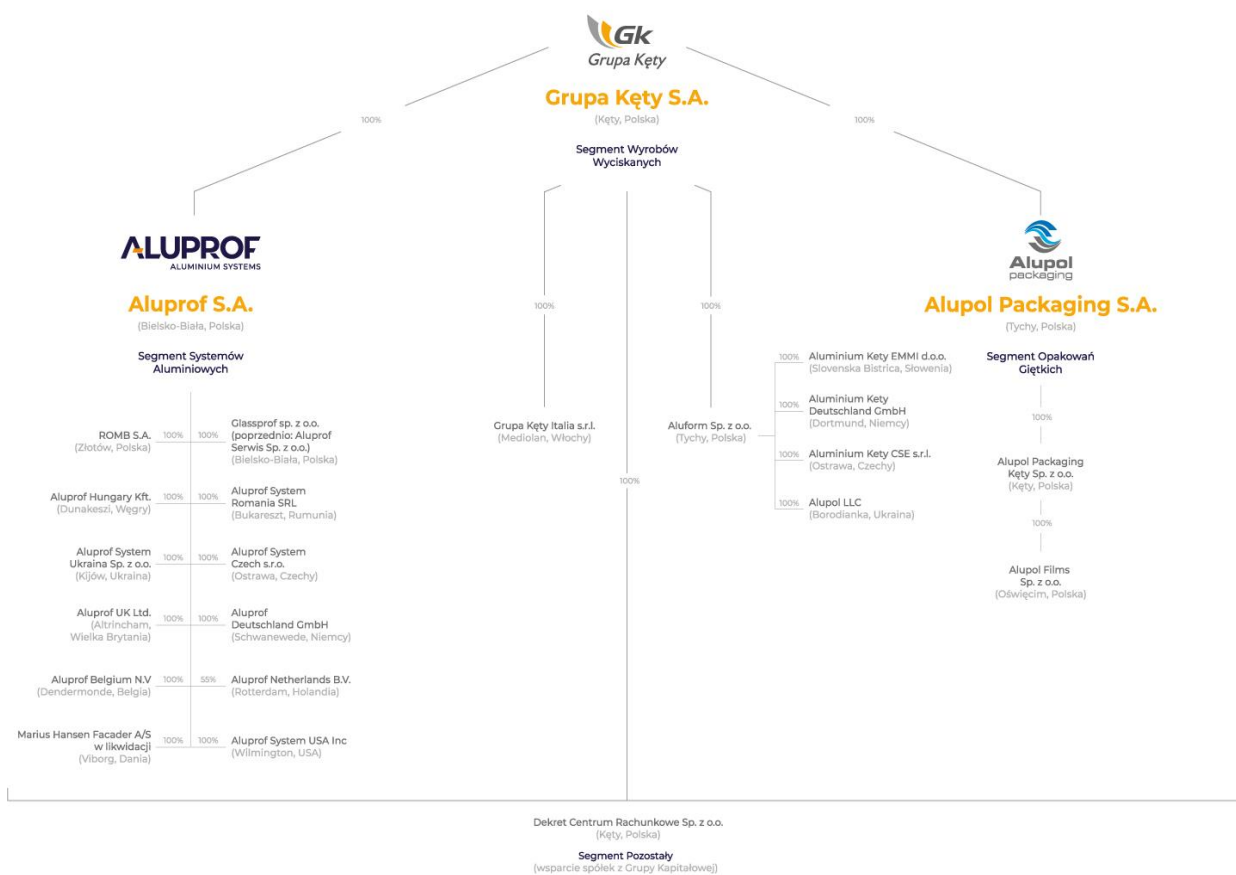 Gk
Grupa Kęty
Grupa Kęty S.A.
(Kęty, Polska)
100%
100%
Segment Wyrobów
Wyciskanych
ALUPROF
ALUMINIUM SYSTEMS
Aluprof S.A.
(Bielsko-Biała, Polska)
Segment Systemów
Aluminiowych
ROMB S.A.
(Złotów, Polska)
100%
100%
Glassprof sp. z o.o.
(poprzednio: Aluprof
Serwis Sp. z o.o.)
(Bielsko-Biała, Polska)
Aluprof Hungary Kft.
(Dunakeszi, Węgry)
100%
100%
Aluprof System
Romania SRL
(Bukareszt, Rumunia)
Aluprof System
Ukraina Sp. z o.o.
(Kijów, Ukraina)
100%
100%
Aluprof System
Czech s.r.o.
(Ostrawa, Czechy)
Aluprof UK Ltd.
(Altrincham,
Wielka Brytania)
100%
100%
Aluprof
Deutschland GmbH
(Schwanewede, Niemcy)
Aluprof Belgium N.V
(Dendermonde, Belgia)
100%
55%
Aluprof Netherlands B.V.
(Rotterdam, Holandia)
Marius Hansen Facader A/S
w likwidacji
(Viborg, Dania)
100%
100%
Aluprof System USA Inc
(Wilmington, USA)
100%
Grupa Kęty Italia s.r.l.
(Mediolan, Włochy)
100%
100%
Aluform Sp. z o.o.
(Tychy, Polska)
100%
Aluminium Kety EMMI d.o.o.
(Slovenska Bistrica, Słowenia)
100%
Aluminium Kety
Deutschland GmbH
(Dortmund, Niemcy)
100%
Aluminium Kety CSE s.r.l.
(Ostrawa, Czechy)
100%
Alupol LLC
(Borodianka, Ukraina)
Alupol
packaging
Alupol Packaging S.A.
(Tychy, Polska)
Segment Opakowań
Giętkich
100%
Alupol Packaging
Kęty Sp. z o.o.
(Kęty, Polska)
100%
Alupol Films
Sp. z o.o.
(Oświęcim, Polska)
Dekret Centrum Rachunkowe Sp. z o.o.
(Kęty, Polska)
Segment Pozostały
(wsparcie spółek z Grupy Kapitałowej)